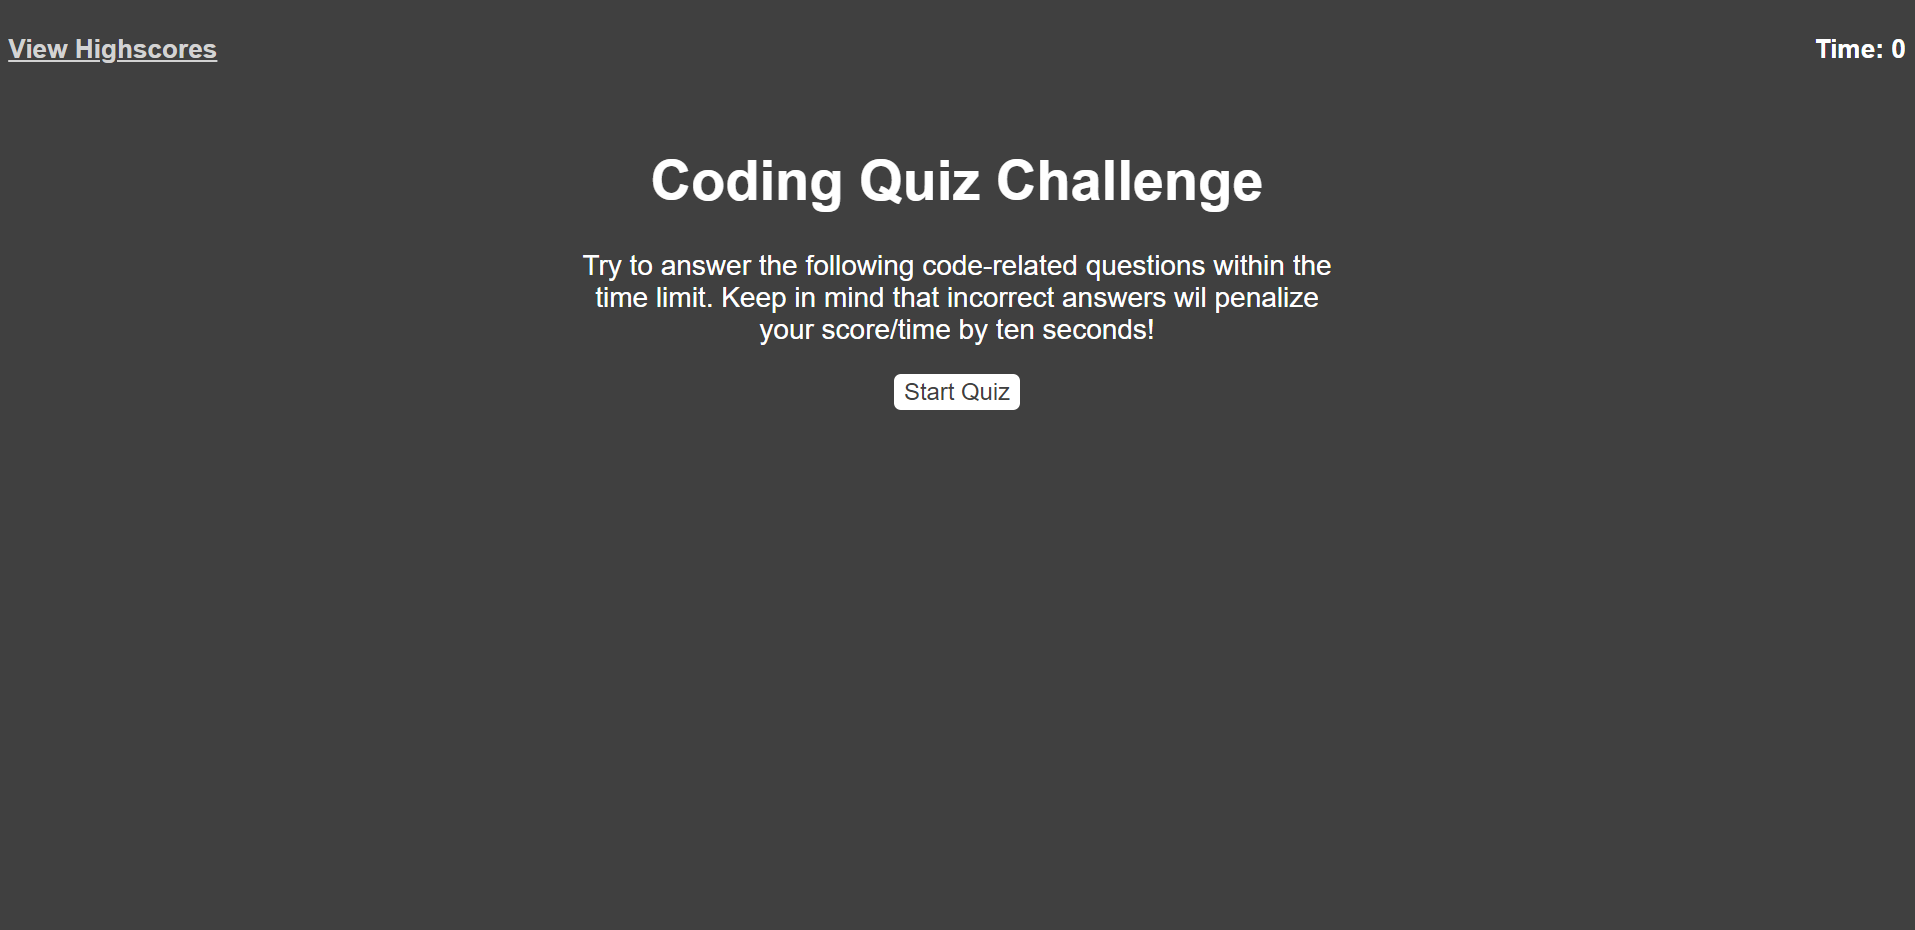 View Highscores
Time: 0
Coding Quiz Challenge
Try to answer the following code-related questions within the
time limit. Keep in mind that incorrect answers wil penalize
your score/time by ten seconds!
Start Quiz